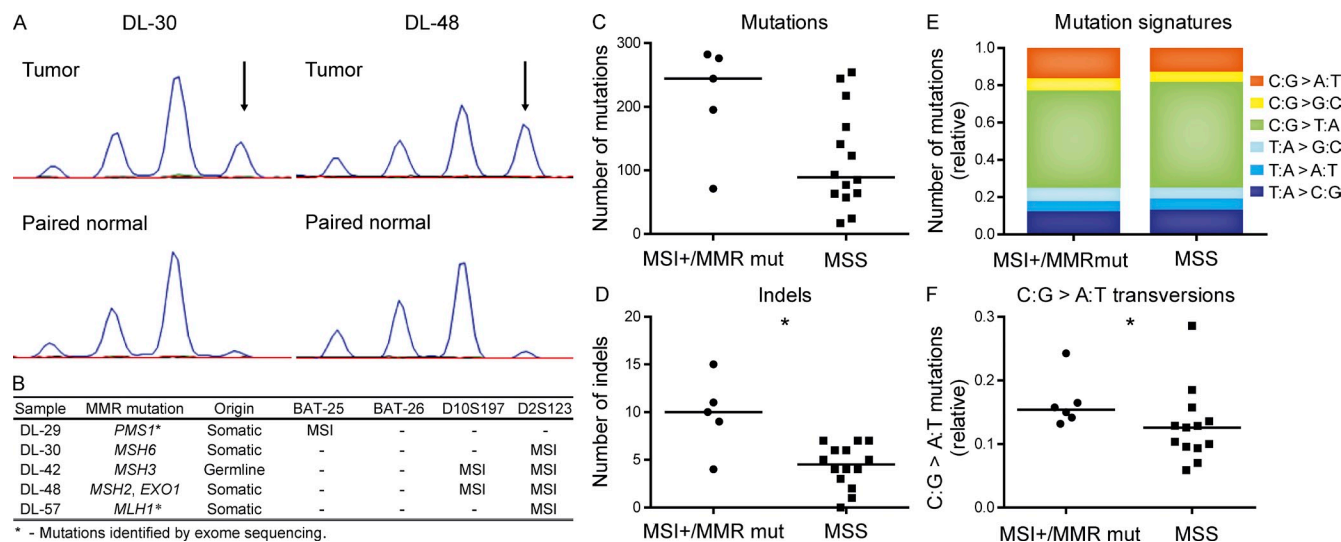 A
DL-30
DL-48
Tumor
Tumor
Paired normal
Paired normal
B
Sample MMR mutation Origin BAT-25 BAT-26 D10S197 D2S123
DL-29 PMS1* Somatic MSI - - -
DL-30 MSH6 Somatic - - - MSI
DL-42 MSH3 Germline - - MSI MSI
DL-48 MSH2, EXO1 Somatic - - MSI MSI
DL-57 MLH1* Somatic - - - MSI
* - Mutations identified by exome sequencing.
C
Mutations
Number of mutations
300
200
100
0
MSI+/MMR mut
MSS
D
Indels
*
Number of indels
20
15
10
5
0
MSI+/MMR mut
MSS
E
Mutation signatures
Number of mutations
(relative)
1.0
0.8
0.6
0.4
0.2
0.0
MSI+/MMRmut
MSS
C:G > A:T
C:G > G:C
C:G > T:A
T:A > G:C
T:A > A:T
T:A > C:G
F
C:G > A:T transversions
*
C:G > A:T mutations
(relative)
0.3
0.2
0.1
0.0
MSI+/MMR mut
MSS